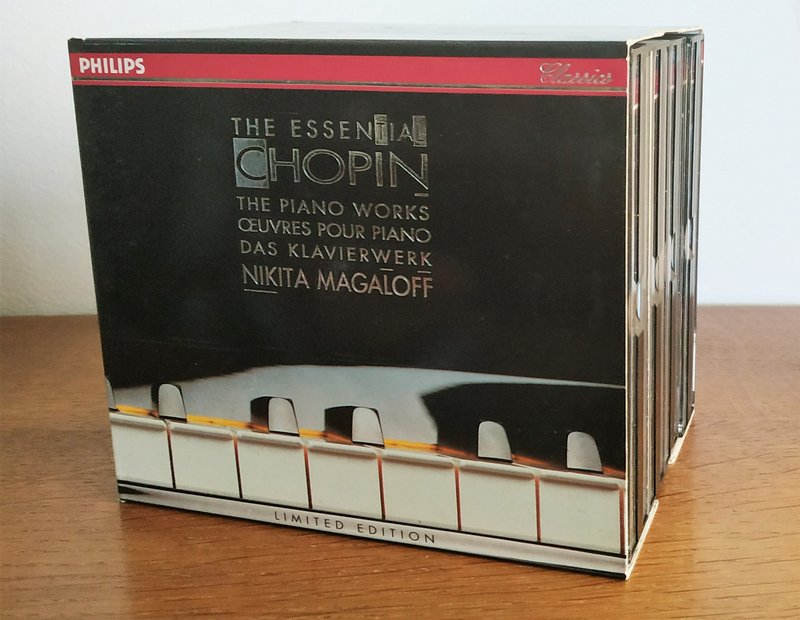 PHILIPS
Classics
THE ESSENTIAL
CHOPIN
THE PIANO WORKS
ŒUVRES POUR PIANO
DAS KLAVIERWERK
NIKITA MAGALOFF
LIMITED EDITION